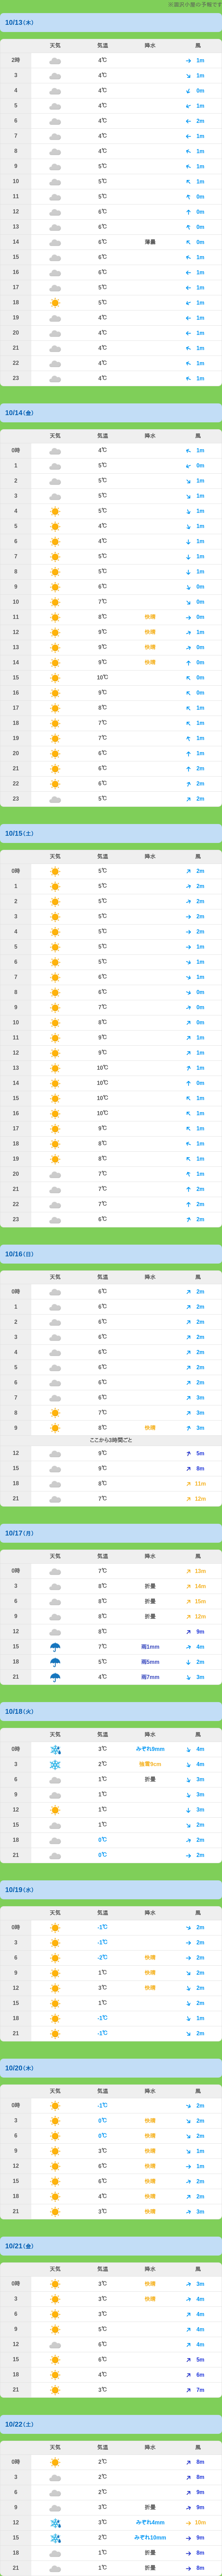 ※箇所小屋の予報です
10/13(木)
天気 気温 降水 風
2時 4℃ 1m
3 4℃ 1m
4 4℃ 0m
5 4℃ 1m
6 4℃ 2m
7 4℃ 1m
8 4℃ 1m
9 5℃ 1m
10 5℃ 1m
11 5℃ 0m
12 6℃ 0m
13 6℃ 0m
14 6℃ 薄曇 0m
15 6℃ 1m
16 6℃ 1m
17 5℃ 1m
18 5℃ 1m
19 4℃ 1m
20 4℃ 1m
21 4℃ 1m
22 4℃ 1m
23 4℃ 1m
10/14(金)
天気 気温 降水 風
0時 4℃ 1m
1 5℃ 0m
2 5℃ 1m
3 5℃ 1m
4 5℃ 1m
5 4℃ 1m
6 4℃ 1m
7 5℃ 1m
8 5℃ 1m
9 6℃ 0m
10 7℃ 0m
11 8℃ 快晴 0m
12 9℃ 快晴 1m
13 9℃ 快晴 0m
14 9℃ 快晴 0m
15 10℃ 0m
16 9℃ 0m
17 8℃ 1m
18 7℃ 1m
19 7℃ 1m
20 6℃ 1m
21 6℃ 2m
22 6℃ 2m
23 5℃ 2m
10/15(土)
天気 気温 降水 風
0時 5℃ 2m
1 5℃ 2m
2 5℃ 2m
3 5℃ 2m
4 5℃ 2m
5 5℃ 1m
6 5℃ 1m
7 6℃ 1m
8 6℃ 0m
9 7℃ 0m
10 8℃ 0m
11 9℃ 1m
12 9℃ 1m
13 10℃ 1m
14 10℃ 0m
15 10℃ 1m
16 10℃ 1m
17 9℃ 1m
18 8℃ 1m
19 8℃ 1m
20 7℃ 1m
21 7℃ 2m
22 7℃ 2m
23 6℃ 2m
10/16(日)
天気 気温 降水 風
0時 6℃ 2m
1 6℃ 2m
2 6℃ 2m
3 6℃ 2m
4 6℃ 2m
5 6℃ 2m
6 6℃ 2m
7 6℃ 3m
8 7℃ 3m
9 8℃ 快晴 3m
ここから3時間ごと
12 9℃ 5m
15 9℃ 8m
18 8℃ 11m
21 7℃ 12m
10/17(月)
天気 気温 降水 風
0時 7℃ 13m
3 8℃ 折曇 14m
6 8℃ 折曇 15m
9 8℃ 折曇 12m
12 8℃ 9m
15 7℃ 雨1mm 4m
18 5℃ 雨5mm 2m
21 4℃ 雨7mm 3m
10/18(火)
天気 気温 降水 風
0時 3℃ みぞれ9mm 4m
3 2℃ 積雪9cm 4m
6 1℃ 折曇 3m
9 1℃ 3m
12 1℃ 3m
15 1℃ 2m
18 0℃ 2m
21 0℃ 2m
10/19(水)
天気 気温 降水 風
0時 -1℃ 2m
3 -1℃ 2m
6 -2℃ 快晴 2m
9 1℃ 快晴 2m
12 3℃ 快晴 2m
15 1℃ 2m
18 -1℃ 1m
21 -1℃ 2m
10/20(木)
天気 気温 降水 風
0時 -1℃ 2m
3 0℃ 快晴 2m
6 0℃ 快晴 2m
9 3℃ 快晴 1m
12 6℃ 快晴 1m
15 6℃ 快晴 2m
18 4℃ 快晴 2m
21 3℃ 快晴 3m
10/21(金)
天気 気温 降水 風
0時 3℃ 快晴 3m
3 3℃ 快晴 4m
6 3℃ 4m
9 5℃ 4m
12 6℃ 4m
15 6℃ 5m
18 4℃ 6m
21 3℃ 7m
10/22(土)
天気 気温 降水 風
0時 2℃ 8m
3 2℃ 8m
6 2℃ 9m
9 3℃ 折曇 9m
12 3℃ みぞれ4mm 10m
15 2℃ みぞれ10mm 9m
18 1℃ 折曇 8m
21 1℃ 折曇 8m